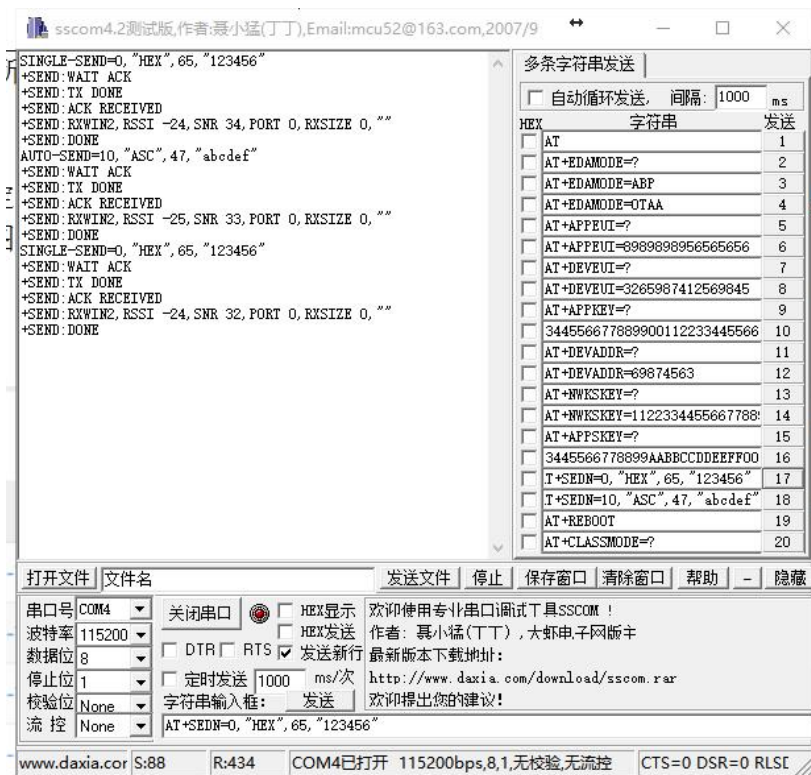 sscom4.2测试版,作者:聂小猛(丁丁),Email:mcu52@163.com,2007/9
SINGLE-SEND=0, "HEX", 65, "123456"
+SEND:WAIT ACK
+SEND:TX DONE
+SEND:ACK RECEIVED
+SEND:RXWIN2, RSSI -24, SNR 34, PORT 0, RXSIZE 0, ""
+SEND:DONE
AUTO-SEND=10, "ASC", 47, "abcdef"
+SEND:WAIT ACK
+SEND:TX DONE
+SEND:ACK RECEIVED
+SEND:RXWIN2, RSSI -25, SNR 33, PORT 0, RXSIZE 0, ""
+SEND:DONE
SINGLE-SEND=0, "HEX", 65, "123456"
+SEND:WAIT ACK
+SEND:TX DONE
+SEND:ACK RECEIVED
+SEND:RXWIN2, RSSI -24, SNR 32, PORT 0, RXSIZE 0, ""
+SEND:DONE
多条字符串发送
自动循环发送, 间隔: 1000 ms
HEX 字符串 发送
AT 1
AT+EDAMODE=? 2
AT+EDAMODE=ABP 3
AT+EDAMODE=OTAA 4
AT+APPEUI=? 5
AT+APPEUI=8989898956565656 6
AT+DEVEUI=? 7
AT+DEVEUI=3265987412569845 8
AT+APPKEY=? 9
34455667788990011223344556 6 10
AT+DEVADDR=? 11
AT+DEVADDR=69874563 12
AT+NWKSKEY=? 13
AT+NWKSKEY=1122334455667788 14
AT+APPSKEY=? 15
3445566778899AABBCCDDEEFF00 16
T+SEDN=0, "HEX", 65, "123456" 17
T+SEDN=10, "ASC", 47, "abcdef" 18
AT+REBOOT 19
AT+CLASSMODE=? 20
打开文件 文件名 发送文件 停止 保存窗口 清除窗口 帮助 - 隐藏
串口号 COM4 关闭串口 HEX显示
波特率 115200 HEX发送
数据位 8 DTR RTS 发送新行
停止位 1 定时发送 1000 ms/次
校验位 None 字符串输入框: 发送
流 控 None AT+SEDN=0, "HEX", 65, "123456"
欢迎使用专业串口调试工具SSCOM !
作者: 聂小猛(丁丁),大虾电子网版主
最新版本下载地址:
http://www.daxia.com/download/sscom.rar
欢迎提出您的建议!
www.daxia.cor S:88 R:434 COM4已打开 115200bps,8,1,无校验,无流控 CTS=0 DSR=0 RLSD